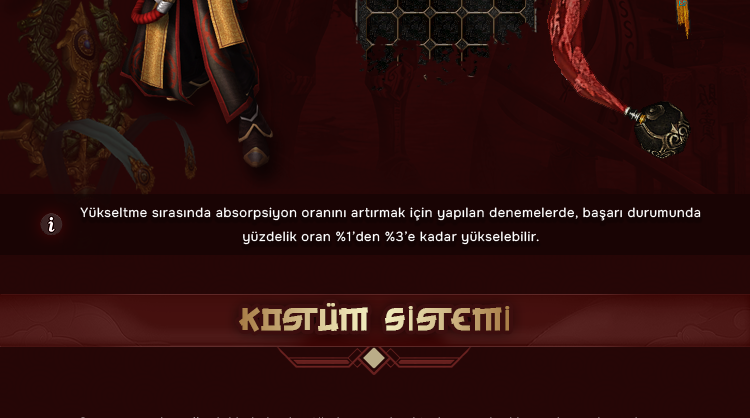 Yükseltme sırasında absorpsiyon oranını artırmak için yapılan denemelerde, başarı durumunda
yüzdelik oran %1'den %3'e kadar yükselebilir.
KOSTÜM SİSTEMİ